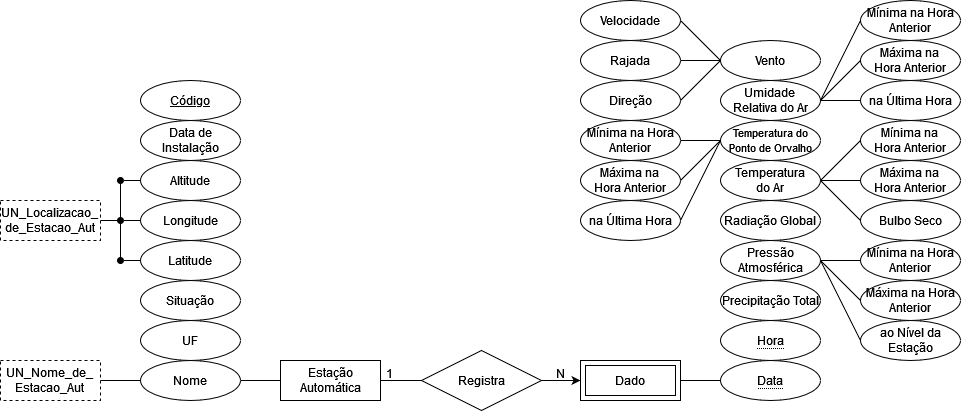 Velocidade
Rajada
Direção
Mínima na Hora
Anterior
Máxima na
Hora Anterior
na Última Hora
Vento
Umidade
Relativa do Ar
Temperatura do
Ponto de Orvalho
Temperatura
do Ar
Radiação Global
Pressão
Atmosférica
Precipitação Total
Hora
Data
Mínima na Hora
Anterior
Máxima na
Hora Anterior
na Última Hora
Mínima na
Hora Anterior
Máxima na
Hora Anterior
Bulbo Seco
Mínima na Hora
Anterior
Máxima na Hora
Anterior
ao Nível da
Estação
Código
Data de
Instalação
Altitude
Longitude
Latitude
Situação
UF
Nome
UN_Localizacao_
de_Estacao_Aut
UN_Nome_de_
Estacao_Aut
Estação
Automática
1
Registra
N
Dado